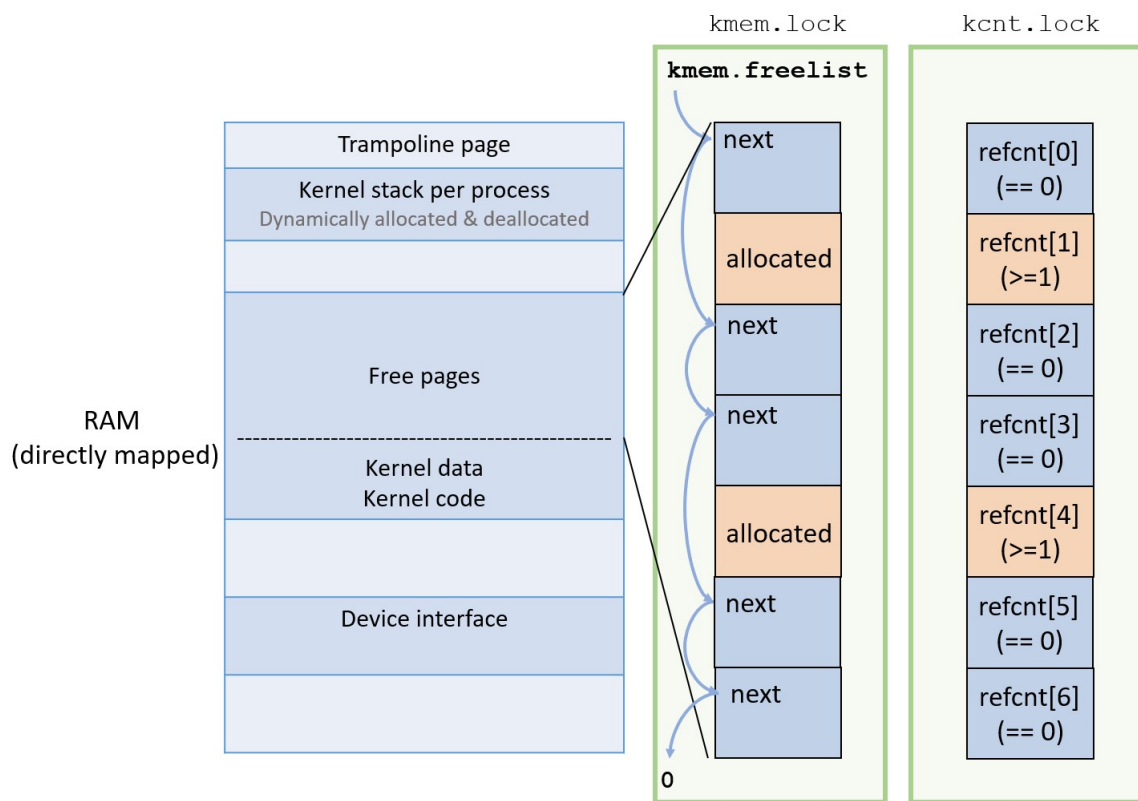 kmem.lock
kcnt.lock
kmem.freelist
Trampoline page
Kernel stack per process
Dynamically allocated & deallocated
Free pages
RAM
(directly mapped)
Kernel data
Kernel code
Device interface
next
allocated
next
next
allocated
next
next
0
refcnt[0]
(== 0)
refcnt[1]
(>=1)
refcnt[2]
(== 0)
refcnt[3]
(== 0)
refcnt[4]
(>=1)
refcnt[5]
(== 0)
refcnt[6]
(== 0)